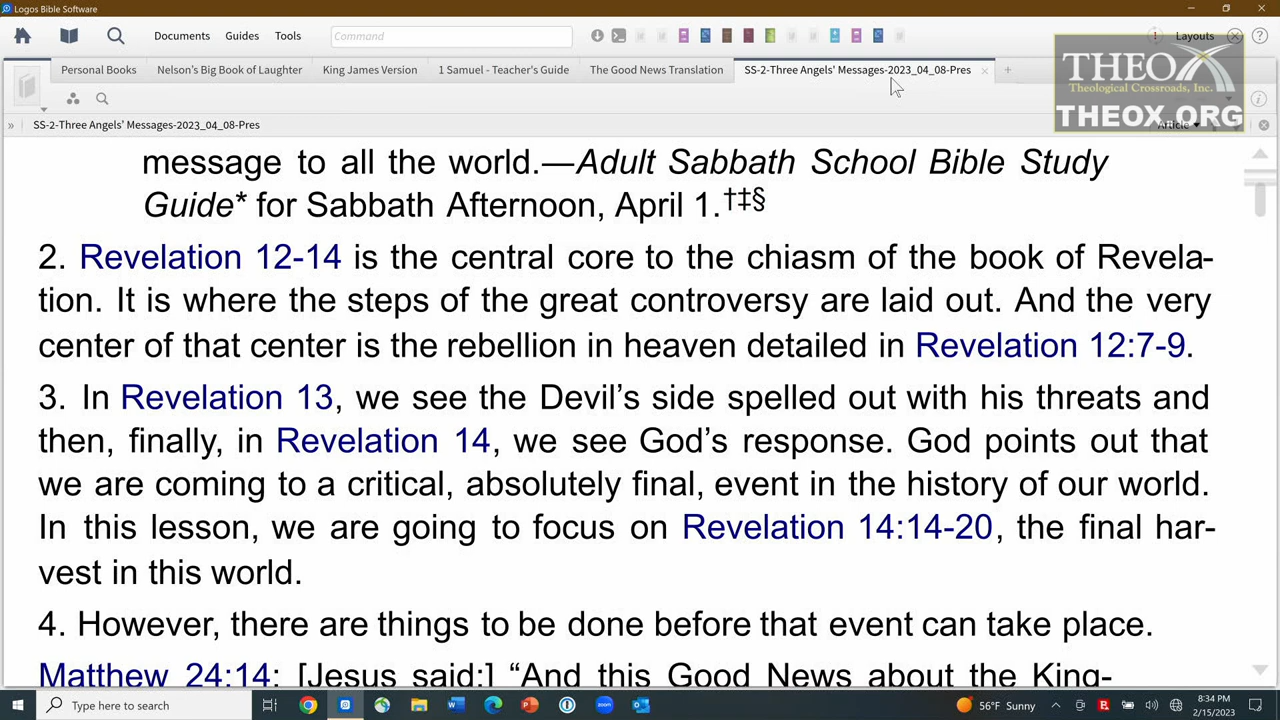 Logos Bible Software
Documents Guides Tools Command Layouts
Personal Books Nelson's Big Book of Laughter King James Versi 1 Samuel - Teacher's Guide The Good News Translation SS-2-Three Angels' Messages-2023_04_08-Pres
THEOX
Theological Crossroads, Inc.
THEOX.ORG
SS-2-Three Angels' Messages-2023_04_08-Pres Article
message to all the world.—Adult Sabbath School Bible Study
Guide* for Sabbath Afternoon, April 1.†‡§
2. Revelation 12-14 is the central core to the chiasm of the book of Revela-
tion. It is where the steps of the great controversy are laid out. And the very
center of that center is the rebellion in heaven detailed in Revelation 12:7-9.
3. In Revelation 13, we see the Devil's side spelled out with his threats and
then, finally, in Revelation 14, we see God's response. God points out that
we are coming to a critical, absolutely final, event in the history of our world.
In this lesson, we are going to focus on Revelation 14:14-20, the final har-
vest in this world.
4. However, there are things to be done before that event can take place.
Matthew 24:14: [Jesus said:] “And this Good News about the King-
Type here to search
56°F Sunny
8:34 PM
2/15/2023